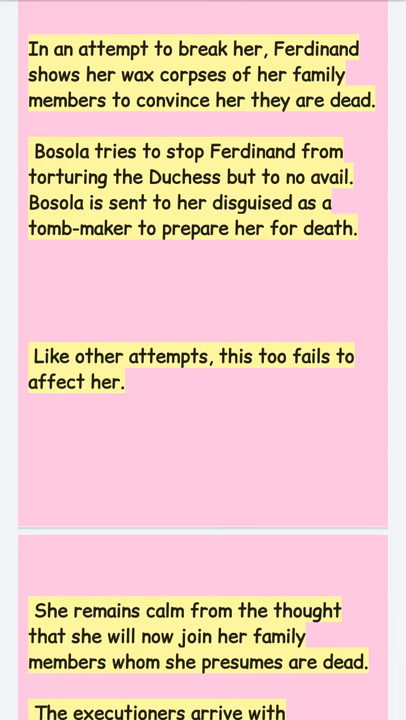 In an attempt to break her, Ferdinand
shows her wax corpses of her family
members to convince her they are dead.
Bosola tries to stop Ferdinand from
torturing the Duchess but to no avail.
Bosola is sent to her disguised as a
tomb-maker to prepare her for death.
Like other attempts, this too fails to
affect her.
She remains calm from the thought
that she will now join her family
members whom she presumes are dead.
The executioners arrive with